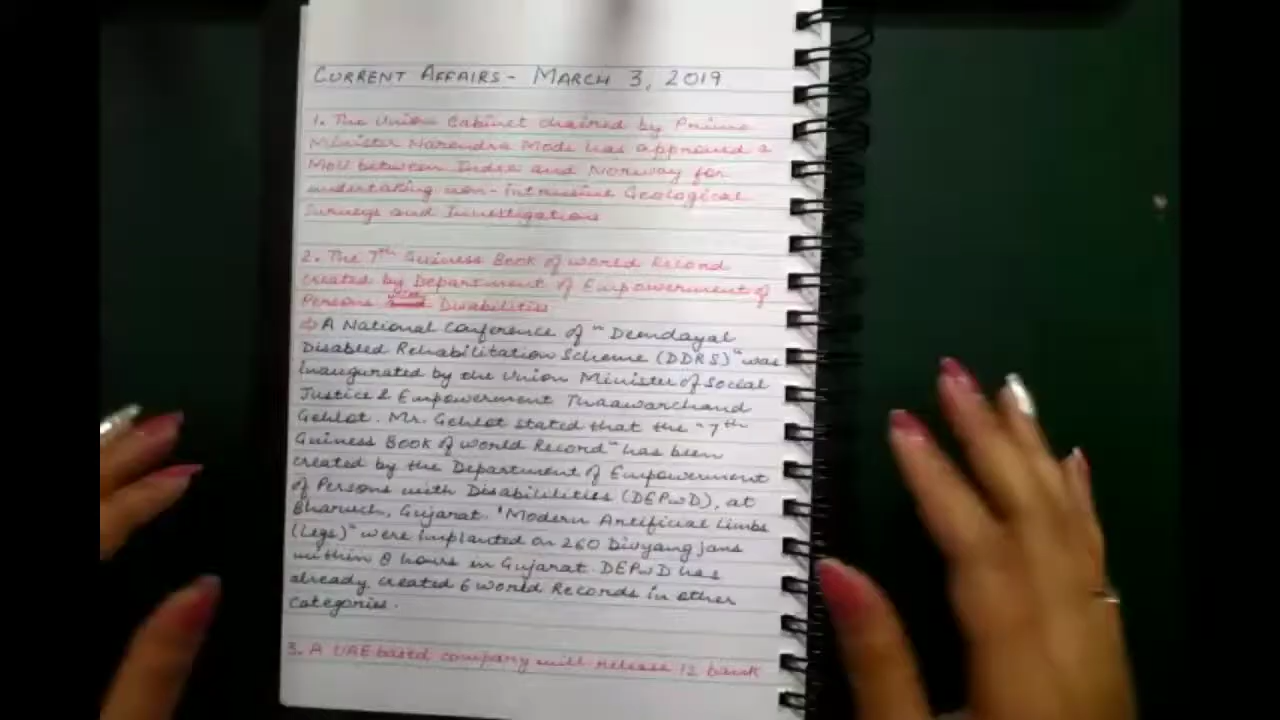 CURRENT AFFAIRS - MARCH 3, 2019
1. The Union Cabinet chaired by Prime
Minister Narendra Modi has approved a
MoU between India and Norway for
undertaking non-intrusive Geological
Surveys and Investigations
2. The 7th Guiness Book of World Record
created by Department of Empowerment of
Persons Disabilities
A National Conference of "Deendayal
Disabled Rehabilitation Scheme (DDRS)" was
Inaugurated by the Union Minister of Social
Justice & Empowerment Thaawarchand
Gehlot. Mr. Gehlot stated that the "7th
Guiness Book of World Record" has been
created by the Department of Empowerment
of Persons with Disabilities (DEPwD), at
Bharuch, Gujarat. "Modern Artificial Limbs
(Legs)" were implanted on 260 Divyangjans
within 8 hours in Gujarat. DEPwD has
already created 6 World Records in other
categories.
3. A UAE based company will release 12 bank